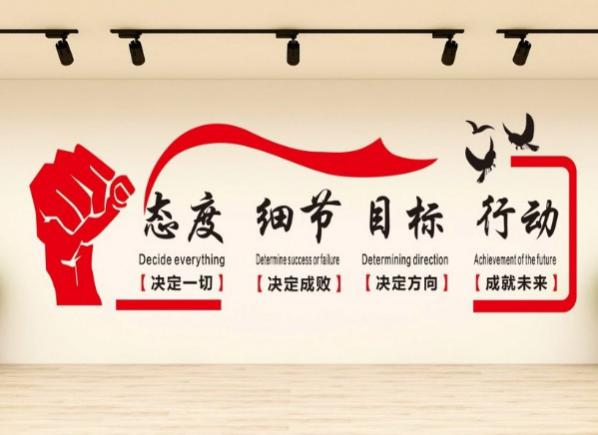 态度 细节 目标 行动
Decide everything Determine success or failure Determining direction Achievement of the future
【决定一切】 【决定成败】 【决定方向】 【成就未来】